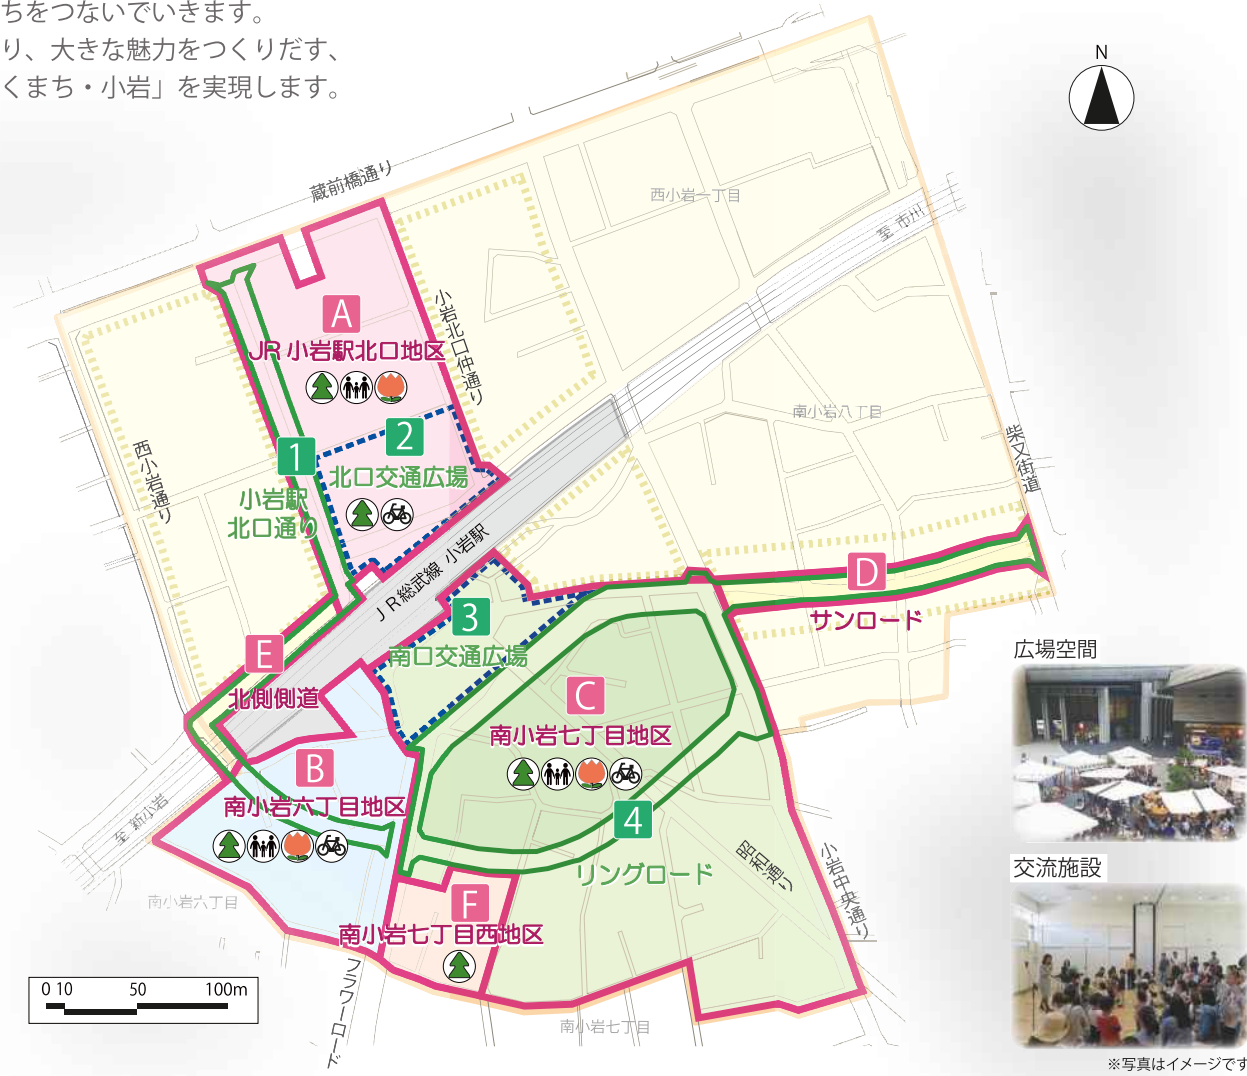 ちをつないでいきます。
り、大きな魅力をつくりだす、
くまち・小岩」を実現します。
N
蔵前橋通り
西小岩一丁目
至 市川
A
JR 小岩駅北口地区
小岩北口仲通り
南小岩八丁目
柴又街道
西小岩通り
1
小岩駅
北口通り
2
北口交通広場
JR総武線 小岩駅
D
サンロード
3
南口交通広場
E
北側側道
C
南小岩七丁目地区
B
南小岩六丁目地区
至 新小岩
4
リングロード
昭和通り
小岩中央通り
南小岩六丁目
F
南小岩七丁目西地区
フラワーロード
南小岩七丁目
0 10 50 100m
広場空間
交流施設
※写真はイメージです